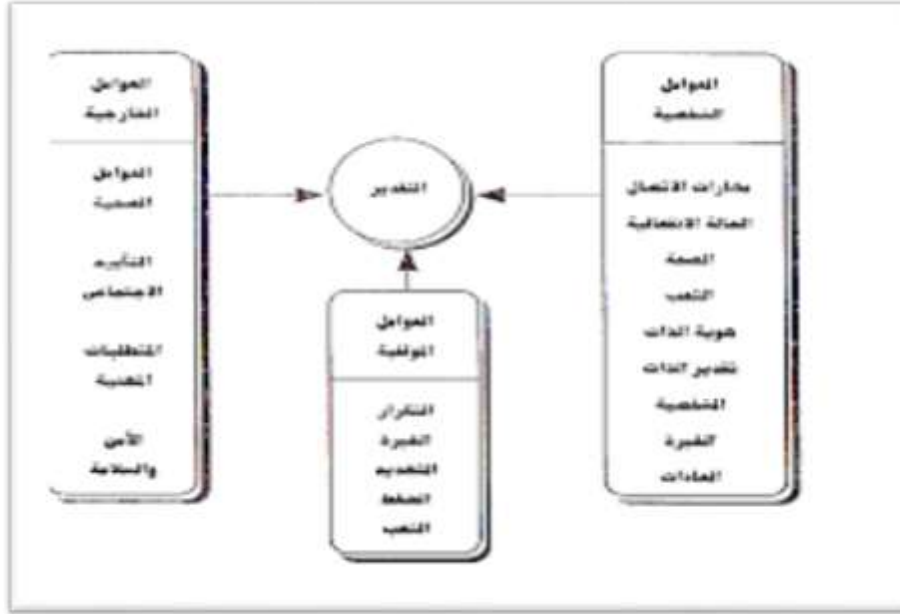 العوامل
الشخصية
مهارات الاتصال
الحالة الانفعالية
الصحة
التعب
هوية الذات
تقدير الذات
الشخصية
الخبرة
العادات
التقدير
العوامل
الموقفية
التكرار
الخبرة
الضغط
التعب
العوامل
الخارجية
العوامل
الصحية
التأثير
الاجتماعي
المتطلبات
المهنية
الأمن
والسلامة